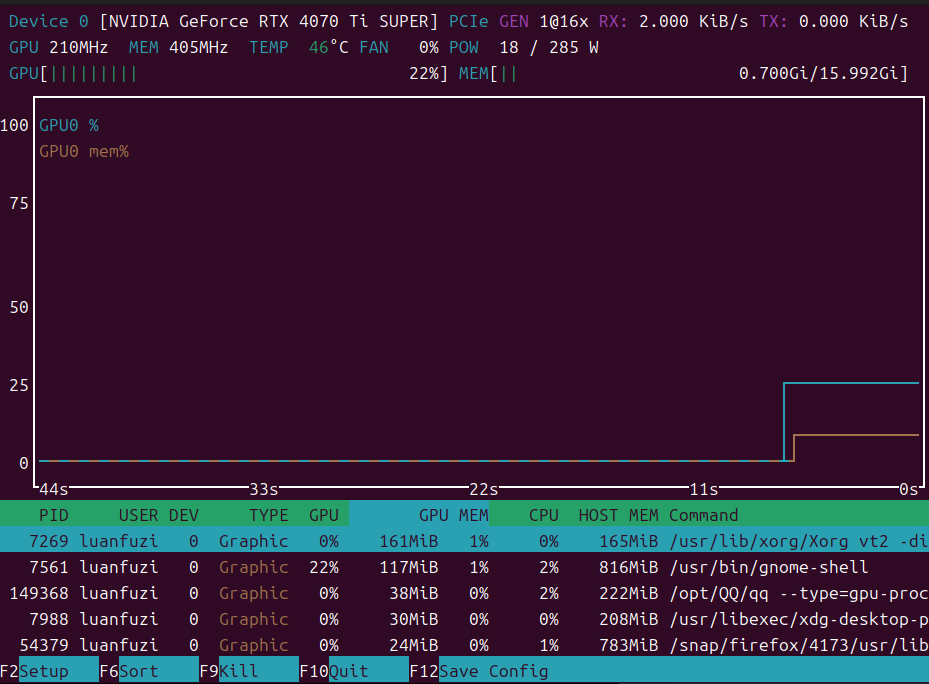 Device 0 [NVIDIA GeForce RTX 4070 Ti SUPER] PCIe GEN 1@16x RX: 2.000 KiB/s TX: 0.000 KiB/s
GPU 210MHz MEM 405MHz TEMP 46°C FAN 0% POW 18 / 285 W
GPU[||||||||| 22%] MEM[|| 0.700Gi/15.992Gi]
100 GPU0 %
GPU0 mem%
75
50
25
0
44s 33s 22s 11s 0s
PID USER DEV TYPE GPU GPU MEM CPU HOST MEM Command
7269 luanfuzi 0 Graphic 0% 161MiB 1% 0% 165MiB /usr/lib/xorg/Xorg vt2 -di
7561 luanfuzi 0 Graphic 22% 117MiB 1% 2% 816MiB /usr/bin/gnome-shell
149368 luanfuzi 0 Graphic 0% 38MiB 0% 2% 222MiB /opt/QQ/qq --type=gpu-proc
7988 luanfuzi 0 Graphic 0% 30MiB 0% 0% 208MiB /usr/libexec/xdg-desktop-p
54379 luanfuzi 0 Graphic 0% 24MiB 0% 1% 783MiB /snap/firefox/4173/usr/lib
F2Setup F6Sort F9Kill F10Quit F12Save Config